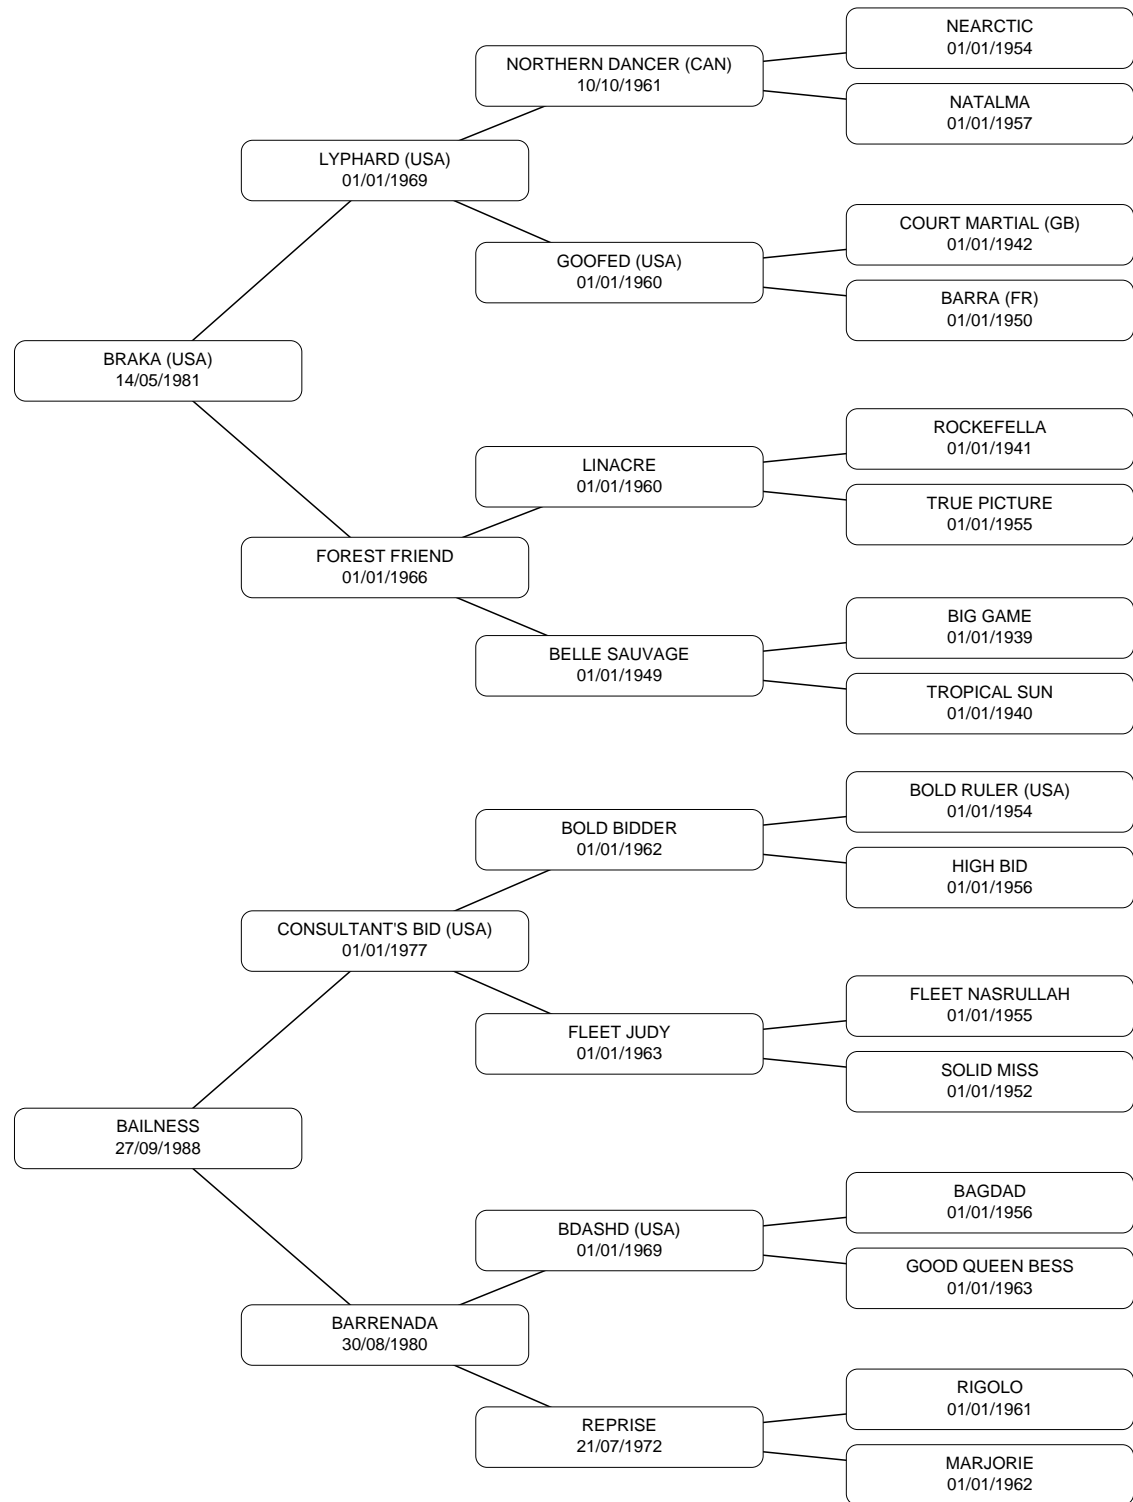 NEARCTIC
01/01/1954
NORTHERN DANCER (CAN)
10/10/1961
NATALMA
01/01/1957
LYPHARD (USA)
01/01/1969
COURT MARTIAL (GB)
01/01/1942
GOOFED (USA)
01/01/1960
BARRA (FR)
01/01/1950
BRAKA (USA)
14/05/1981
ROCKEFELLA
01/01/1941
LINACRE
01/01/1960
TRUE PICTURE
01/01/1955
FOREST FRIEND
01/01/1966
BIG GAME
01/01/1939
BELLE SAUVAGE
01/01/1949
TROPICAL SUN
01/01/1940
BOLD RULER (USA)
01/01/1954
BOLD BIDDER
01/01/1962
HIGH BID
01/01/1956
CONSULTANT'S BID (USA)
01/01/1977
FLEET NASRULLAH
01/01/1955
FLEET JUDY
01/01/1963
SOLID MISS
01/01/1952
BAILNESS
27/09/1988
BAGDAD
01/01/1956
BDASHD (USA)
01/01/1969
GOOD QUEEN BESS
01/01/1963
BARRENADA
30/08/1980
RIGOLO
01/01/1961
REPRISE
21/07/1972
MARJORIE
01/01/1962